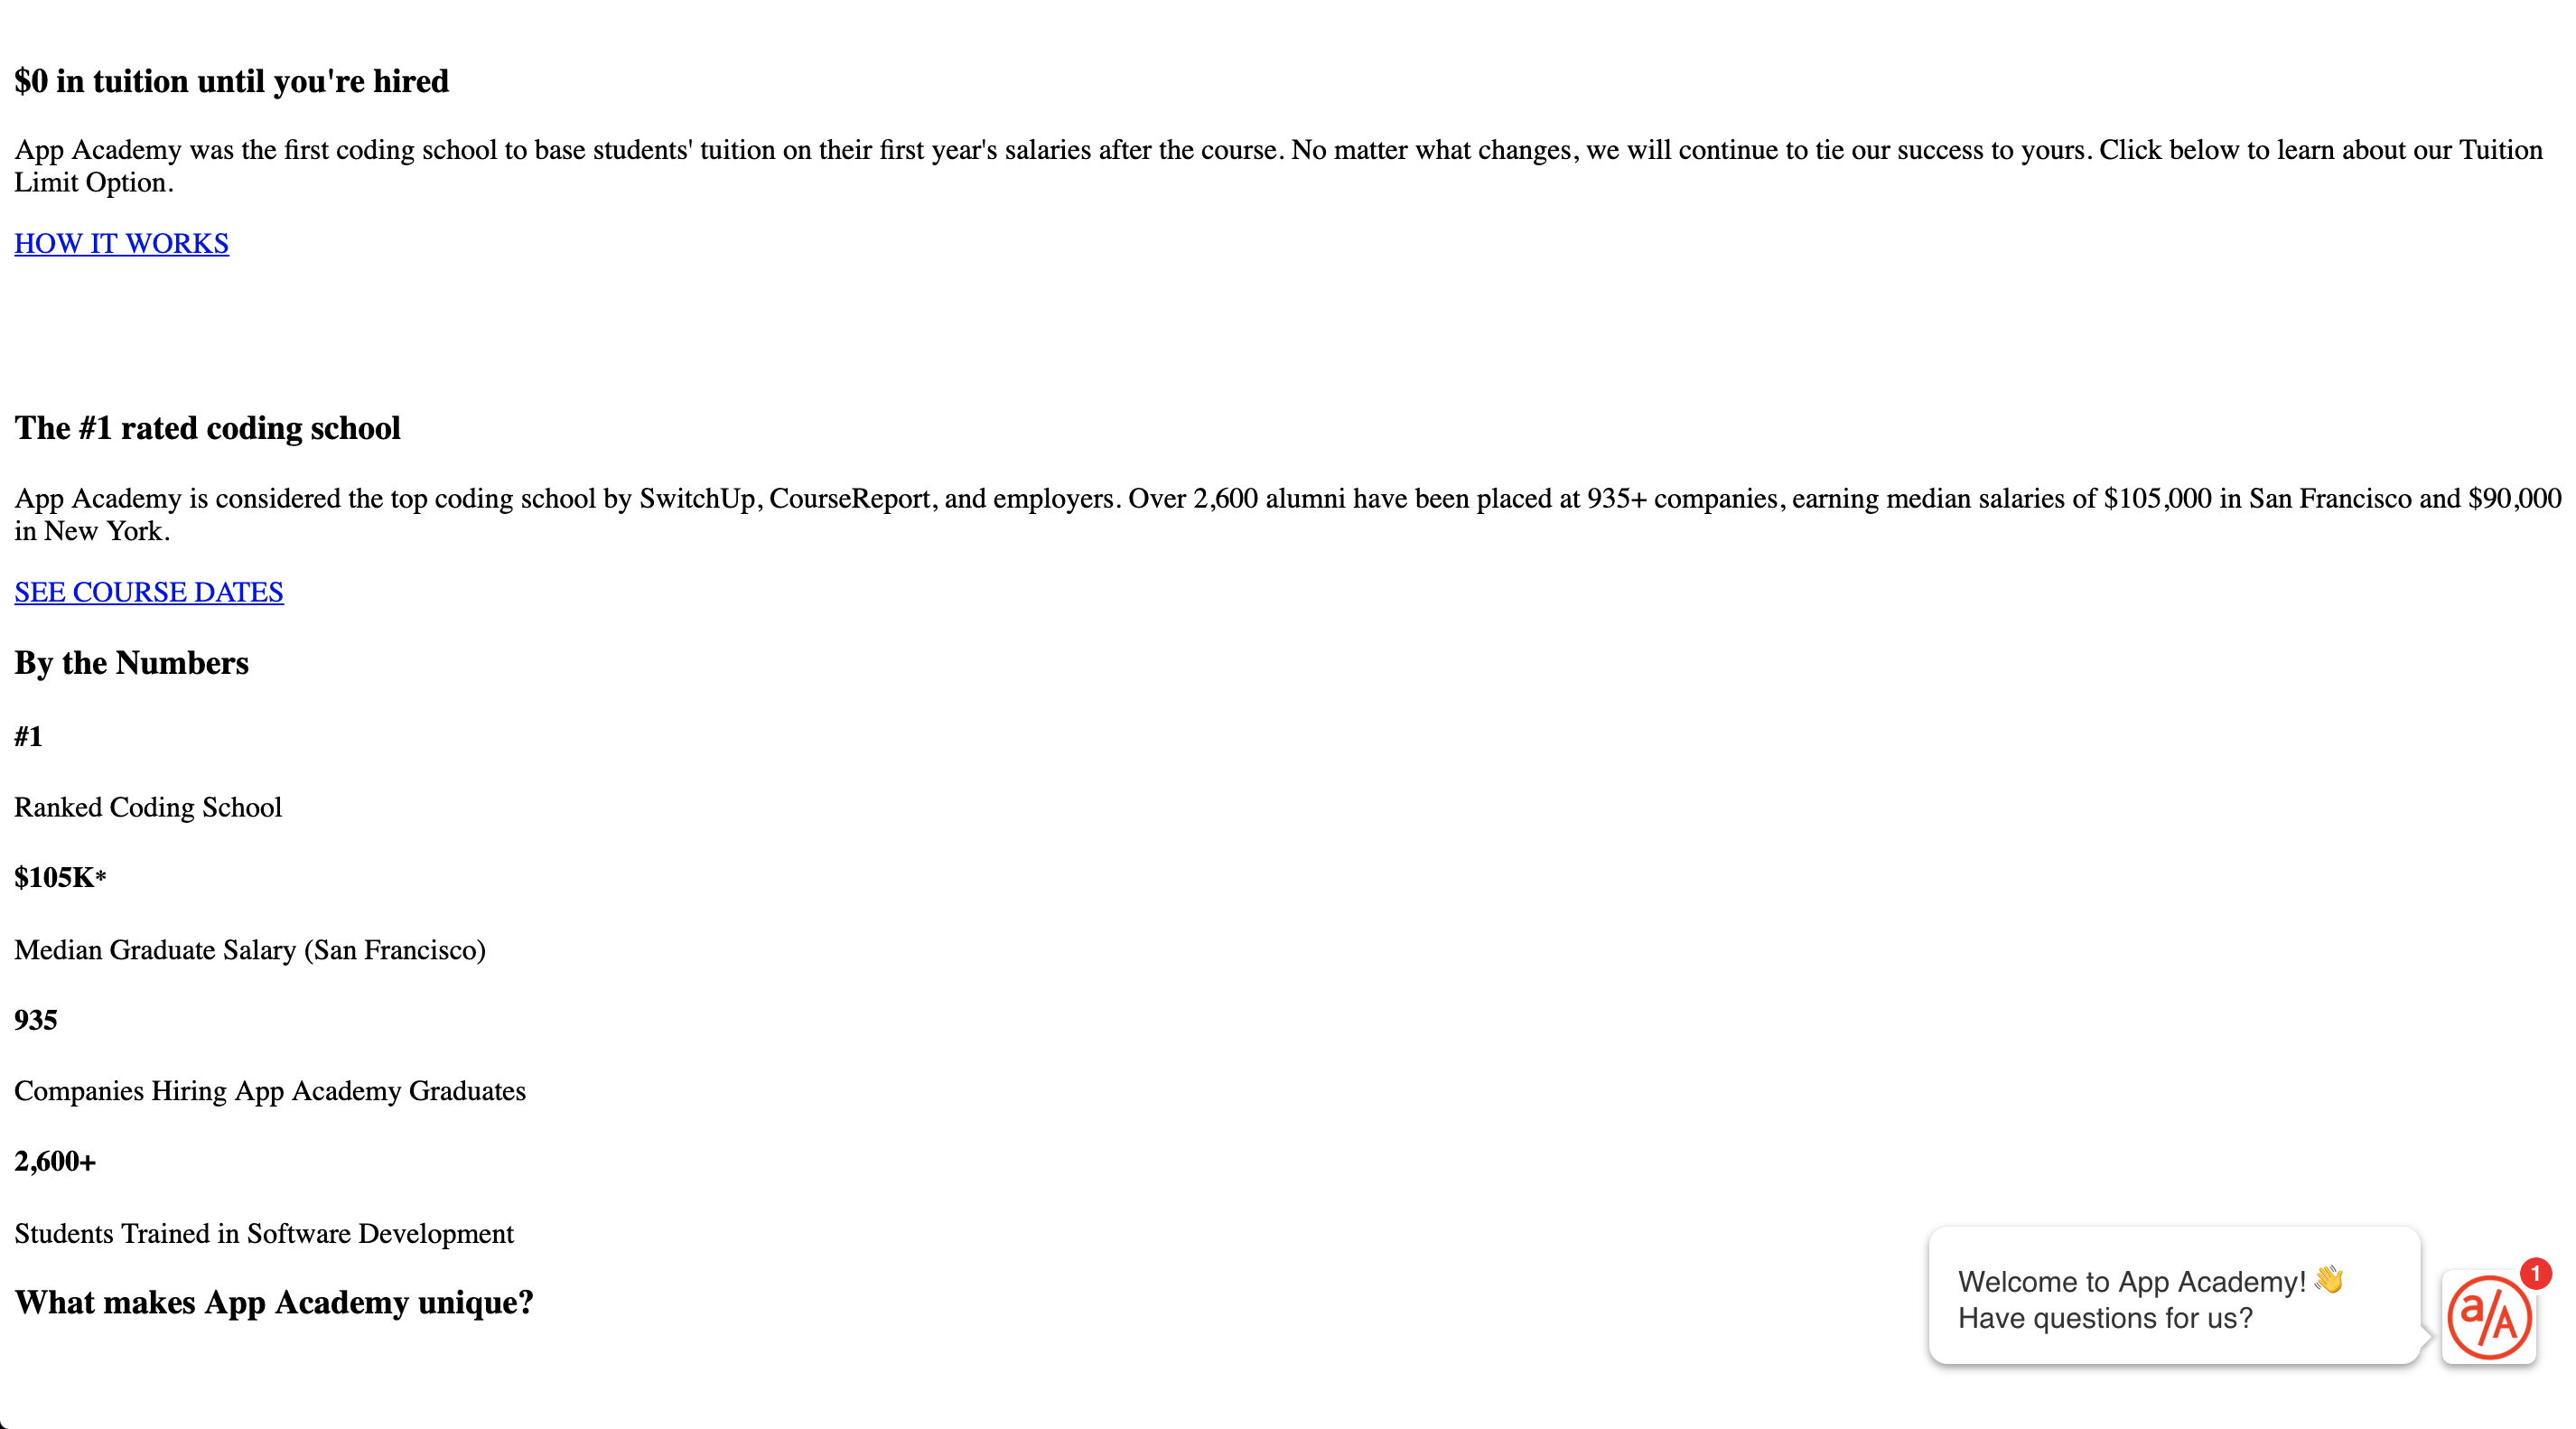 $0 in tuition until you're hired
App Academy was the first coding school to base students' tuition on their first year's salaries after the course. No matter what changes, we will continue to tie our success to yours. Click below to learn about our Tuition
Limit Option.
HOW IT WORKS
The #1 rated coding school
App Academy is considered the top coding school by SwitchUp, CourseReport, and employers. Over 2,600 alumni have been placed at 935+ companies, earning median salaries of $105,000 in San Francisco and $90,000
in New York.
SEE COURSE DATES
By the Numbers
#1
Ranked Coding School
$105K*
Median Graduate Salary (San Francisco)
935
Companies Hiring App Academy Graduates
2,600+
Students Trained in Software Development
What makes App Academy unique?
Welcome to App Academy! 👋
Have questions for us?
1
a/A